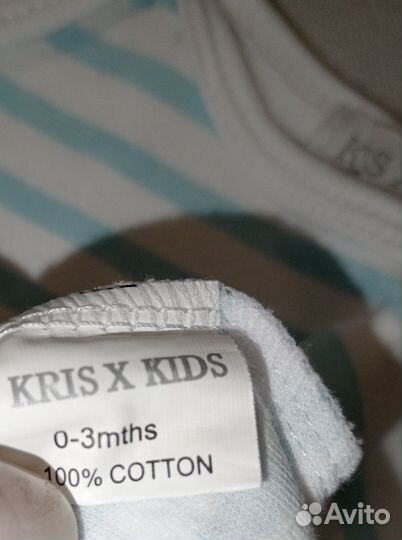 KRIS X KIDS
0-3mths
100% COTTON
Avito